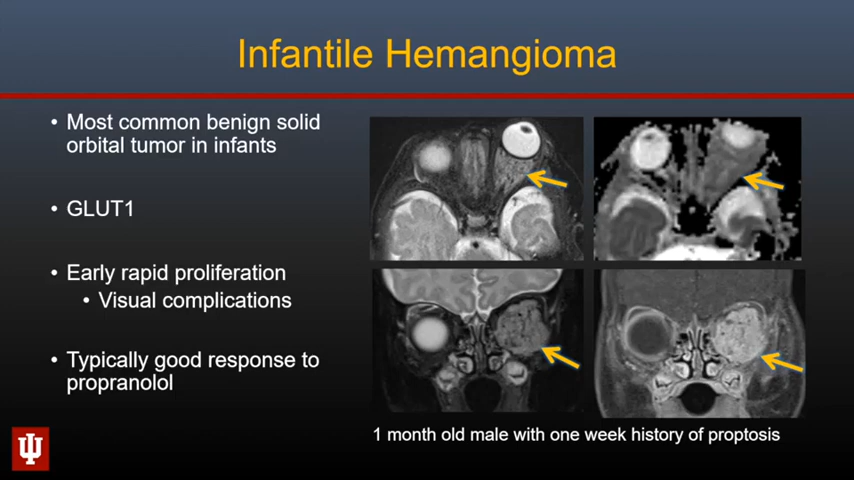 Infantile Hemangioma
• Most common benign solid
orbital tumor in infants
• GLUT1
• Early rapid proliferation
• Visual complications
• Typically good response to
propranolol
1 month old male with one week history of proptosis